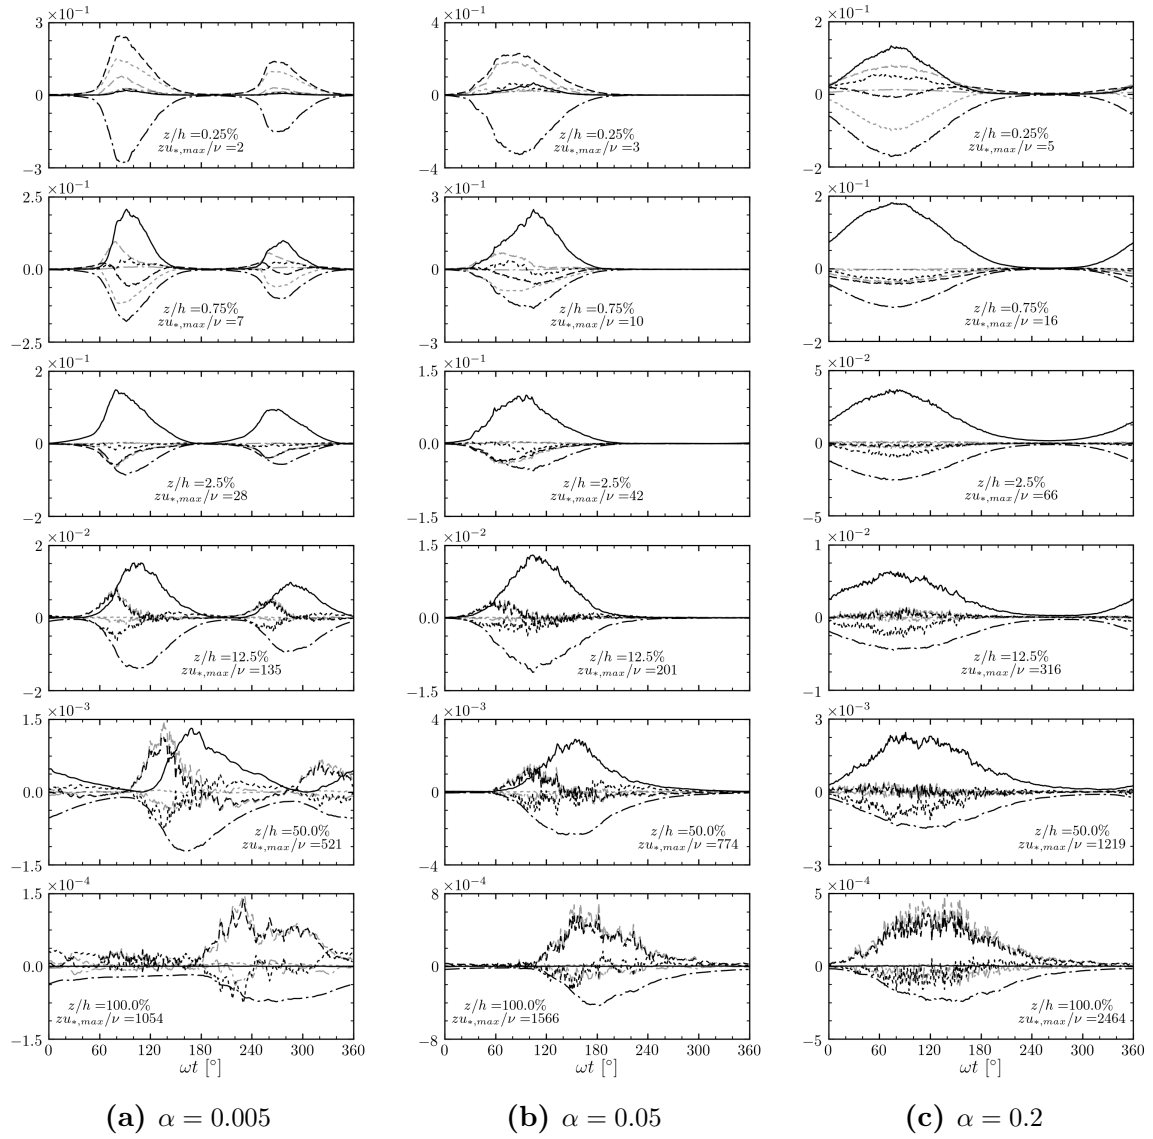 ×10⁻¹ ×10⁻¹ ×10⁻¹
3 4 2
0 0 0
z/h =0.25% z/h =0.25% z/h =0.25%
zu*,max/ν =2 zu*,max/ν =3 zu*,max/ν =5
−3 −4 −2
×10⁻¹ ×10⁻¹ ×10⁻¹
2.5 3 2
0.0 0 0
z/h =0.75% z/h =0.75% z/h =0.75%
zu*,max/ν =7 zu*,max/ν =10 zu*,max/ν =16
−2.5 −3 −2
×10⁻¹ ×10⁻¹ ×10⁻²
2 1.5 5
0 0.0 0
z/h =2.5% z/h =2.5% z/h =2.5%
zu*,max/ν =28 zu*,max/ν =42 zu*,max/ν =66
−2 −1.5 −5
×10⁻² ×10⁻² ×10⁻²
2 1.5 1
0 0.0 0
z/h =12.5% z/h =12.5% z/h =12.5%
zu*,max/ν =135 zu*,max/ν =201 zu*,max/ν =316
−2 −1.5 −1
×10⁻³ ×10⁻³ ×10⁻³
1.5 4 3
0.0 0 0
z/h =50.0% z/h =50.0% z/h =50.0%
zu*,max/ν =521 zu*,max/ν =774 zu*,max/ν =1219
−1.5 −4 −3
×10⁻⁴ ×10⁻⁴ ×10⁻⁴
1.5 8 5
0.0 0 0
z/h =100.0% z/h =100.0% z/h =100.0%
zu*,max/ν =1054 zu*,max/ν =1566 zu*,max/ν =2464
−1.5 −8 −5
0 60 120 180 240 300 360 0 60 120 180 240 300 360 0 60 120 180 240 300 360
ωt [°] ωt [°] ωt [°]
(a) α = 0.005 (b) α = 0.05 (c) α = 0.2